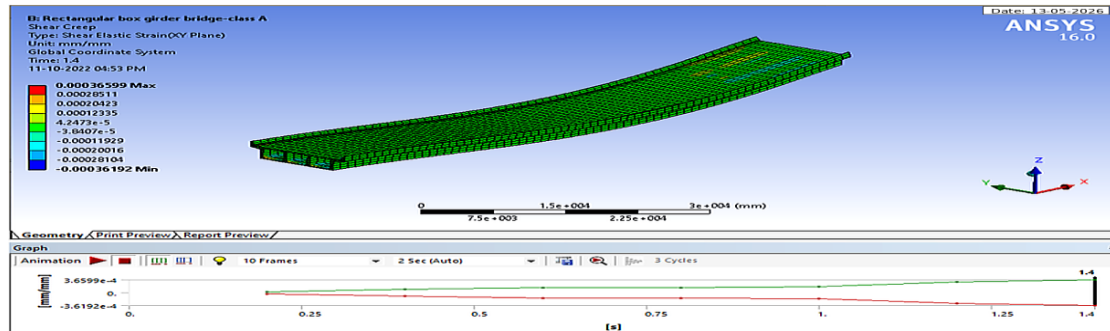 Date: 13-05-2026
B: Rectangular box girder bridge-class A
Shear Creep
Type: Shear Elastic Strain(XY Plane)
Unit: mm/mm
Global Coordinate System
Time: 1.4
11-10-2022 04:53 PM
ANSYS
16.0
0.00036599 Max
0.00028511
0.00020423
0.00012335
4.2473e-5
-3.8407e-5
-0.00011929
-0.00020016
-0.00028104
-0.00036192 Min
Z
Y
X
0 1.5e+004 3e+004 (mm)
7.5e+003 2.25e+004
Geometry Print Preview Report Preview
Graph
Animation 10 Frames 2 Sec (Auto) 3 Cycles
1.4
3.6599e-4
0.
-3.6192e-4
[mm/mm]
0. 0.25 0.5 0.75 1. 1.25 1.4
[s]